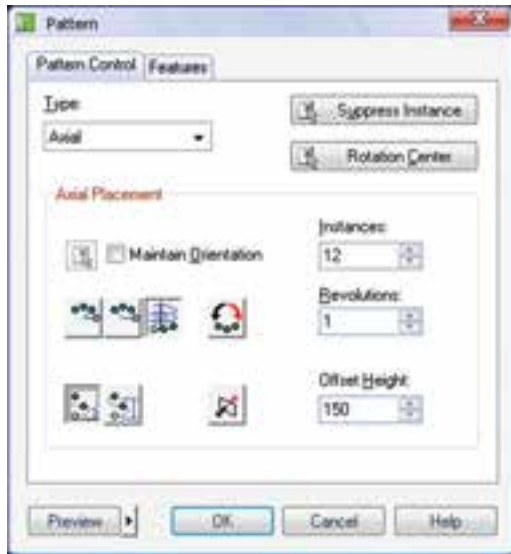 Pattern
Pattern Control Features
Type:
Axial
Suppress Instance
Rotation Center
Axial Placement
Maintain Orientation
Instances:
12
Revolutions:
1
Offset Height:
150
Preview OK Cancel Help